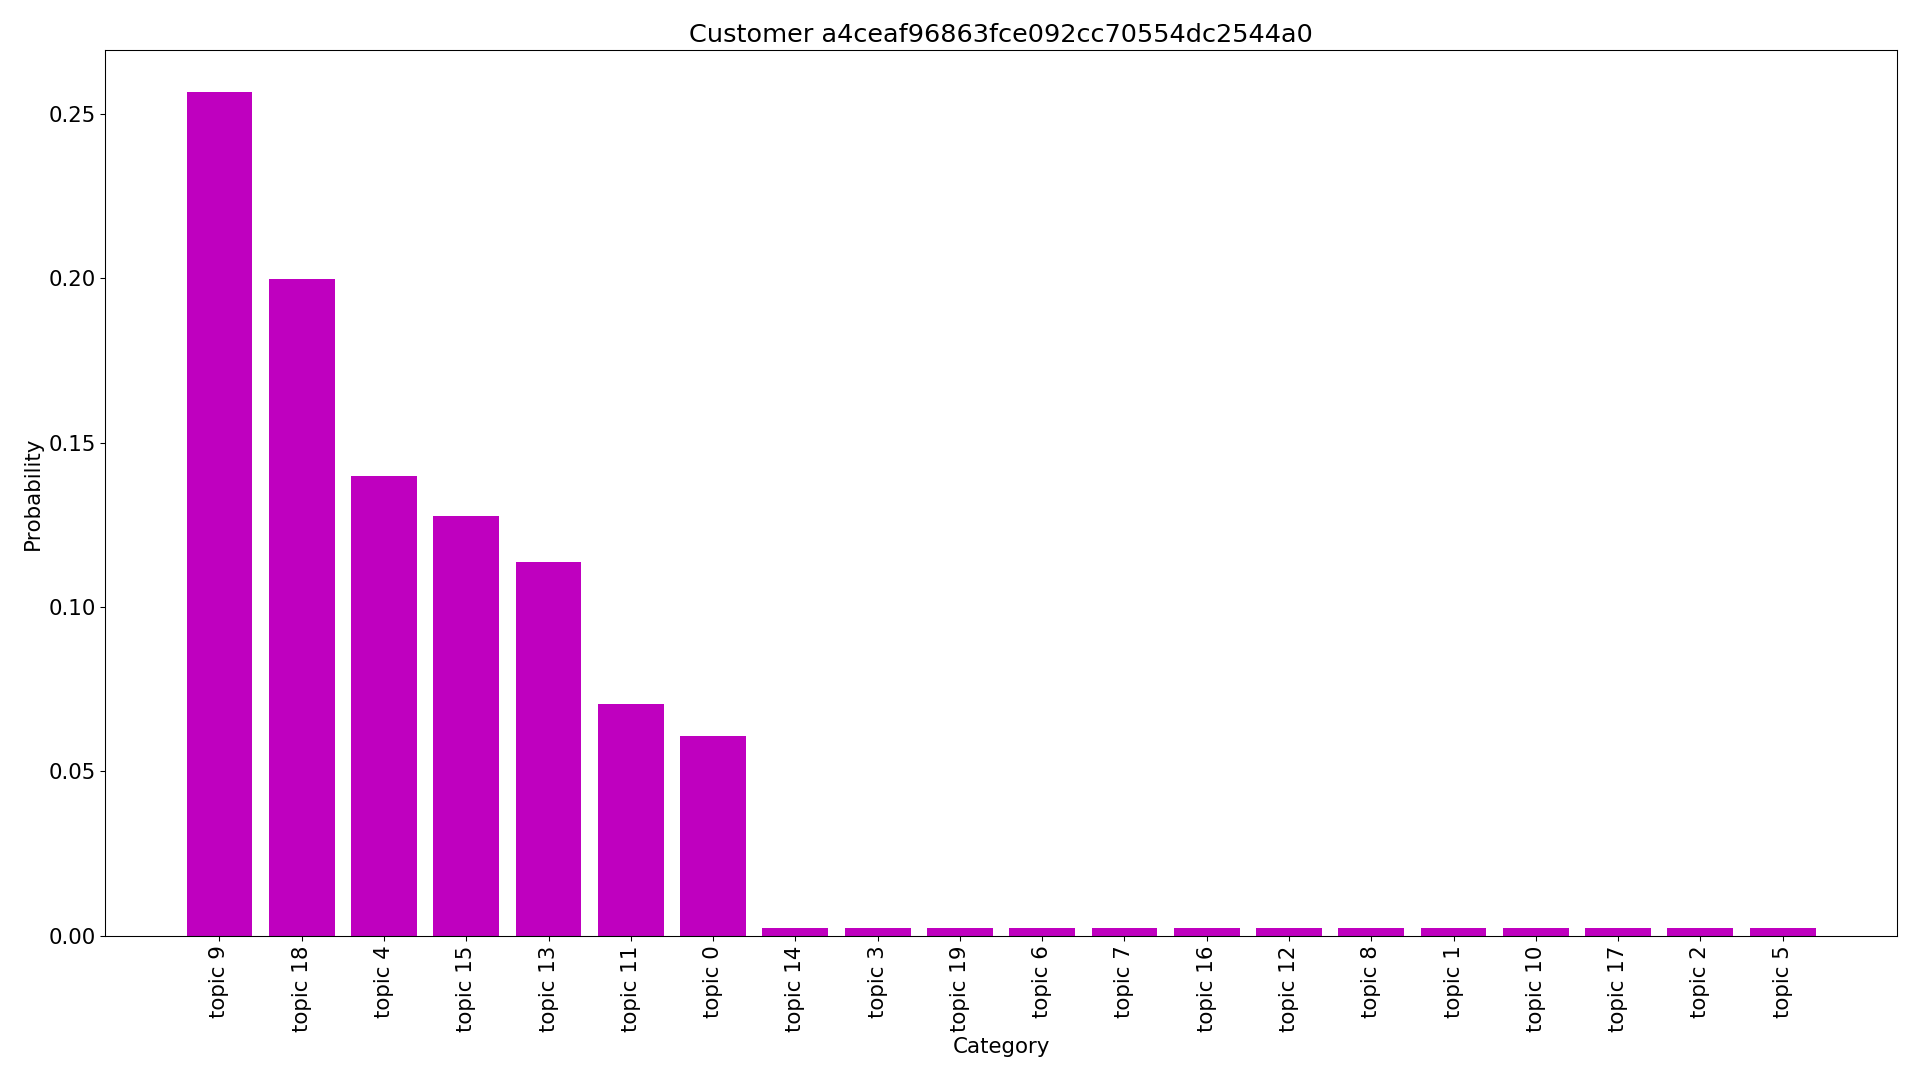 Customer a4ceaf96863fce092cc70554dc2544a0
Probability
0.25
0.20
0.15
0.10
0.05
0.00
topic 9
topic 18
topic 4
topic 15
topic 13
topic 11
topic 0
topic 14
topic 3
topic 19
topic 6
topic 7
topic 16
topic 12
topic 8
topic 1
topic 10
topic 17
topic 2
topic 5
Category